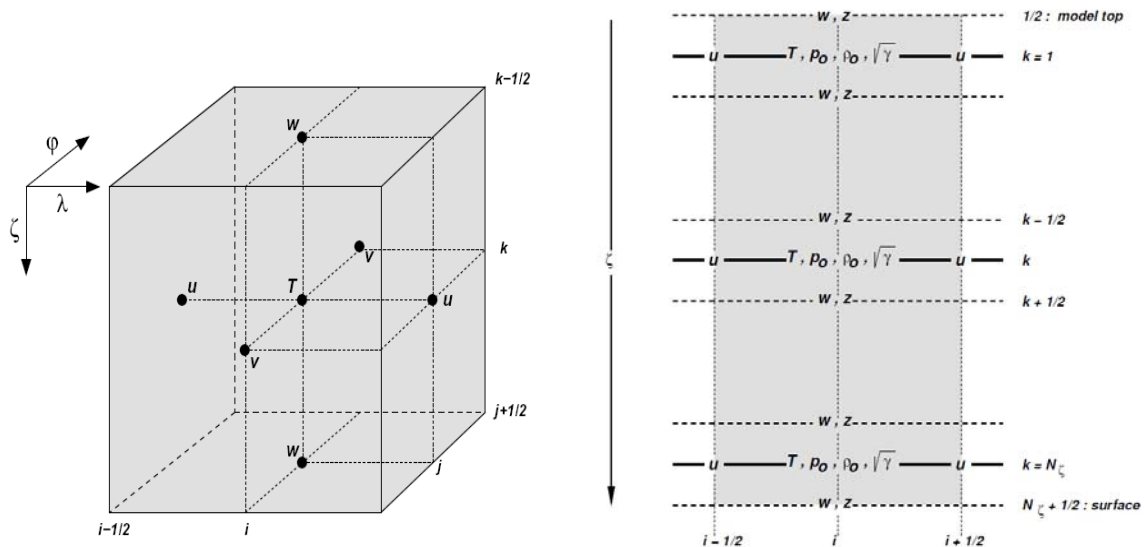 k−1/2
w
φ
λ
ζ
k
v
u
T
u
v
j+1/2
w
j
i−1/2
i
w , z
1/2 : model top
u
T , p₀ , ρ₀ , √γ
u
k = 1
w , z
w , z
k − 1/2
ζ
u
T , p₀ , ρ₀ , √γ
u
k
w , z
k + 1/2
w , z
u
T , p₀ , ρ₀ , √γ
u
k = N_ζ
w , z
N_ζ + 1/2 : surface
i − 1/2
i
i + 1/2